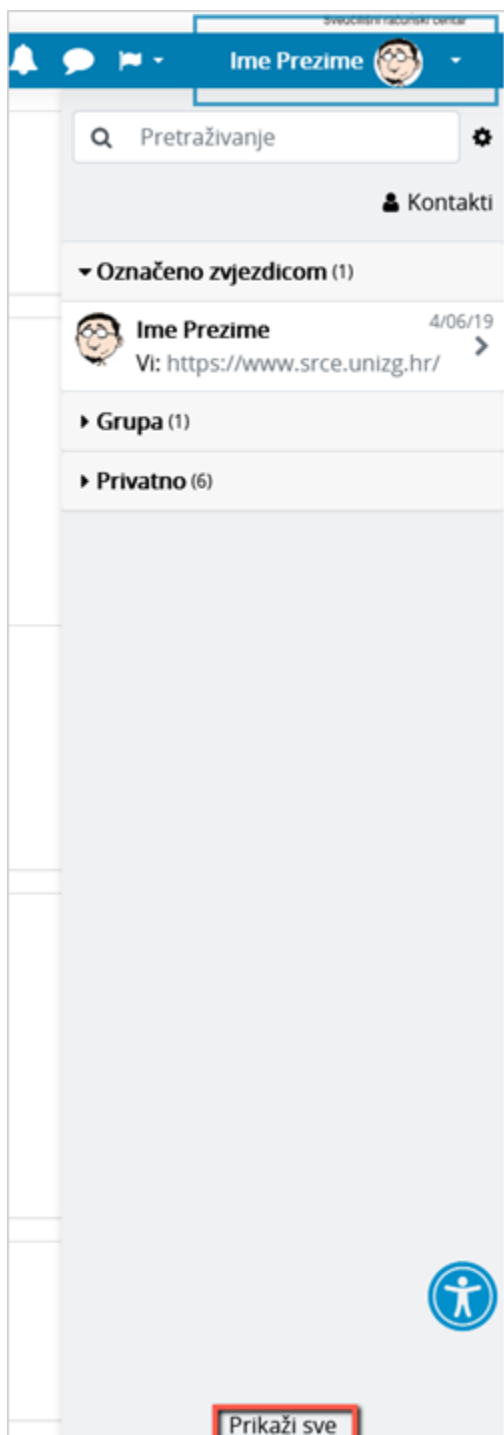 Sveučilišni računski centar
Ime Prezime
Pretraživanje
Kontakti
Označeno zvjezdicom (1)
Ime Prezime 4/06/19
Vi: https://www.srce.unizg.hr/
Grupa (1)
Privatno (6)
Prikaži sve